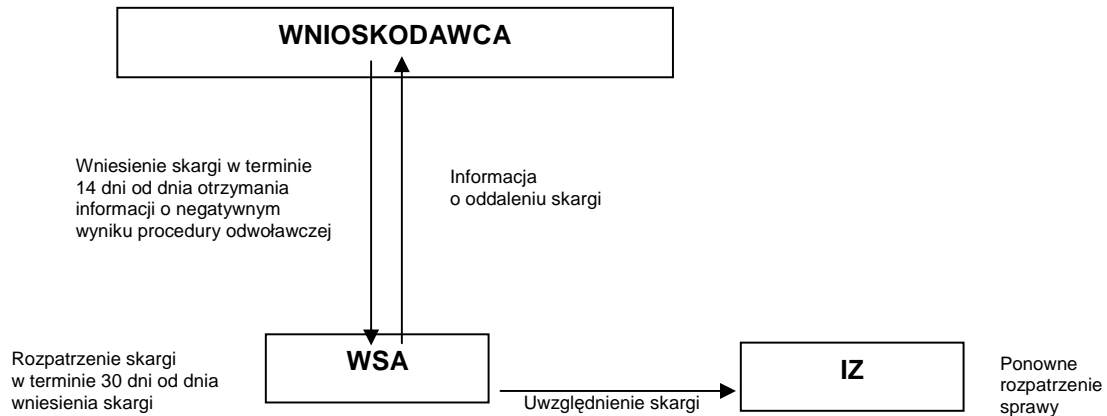 WNIOSKODAWCA
Wniesienie skargi w terminie
14 dni od dnia otrzymania
informacji o negatywnym
wyniku procedury odwoławczej
Informacja
o oddaleniu skargi
Rozpatrzenie skargi
w terminie 30 dni od dnia
wniesienia skargi
WSA
Uwzględnienie skargi
IZ
Ponowne
rozpatrzenie
sprawy